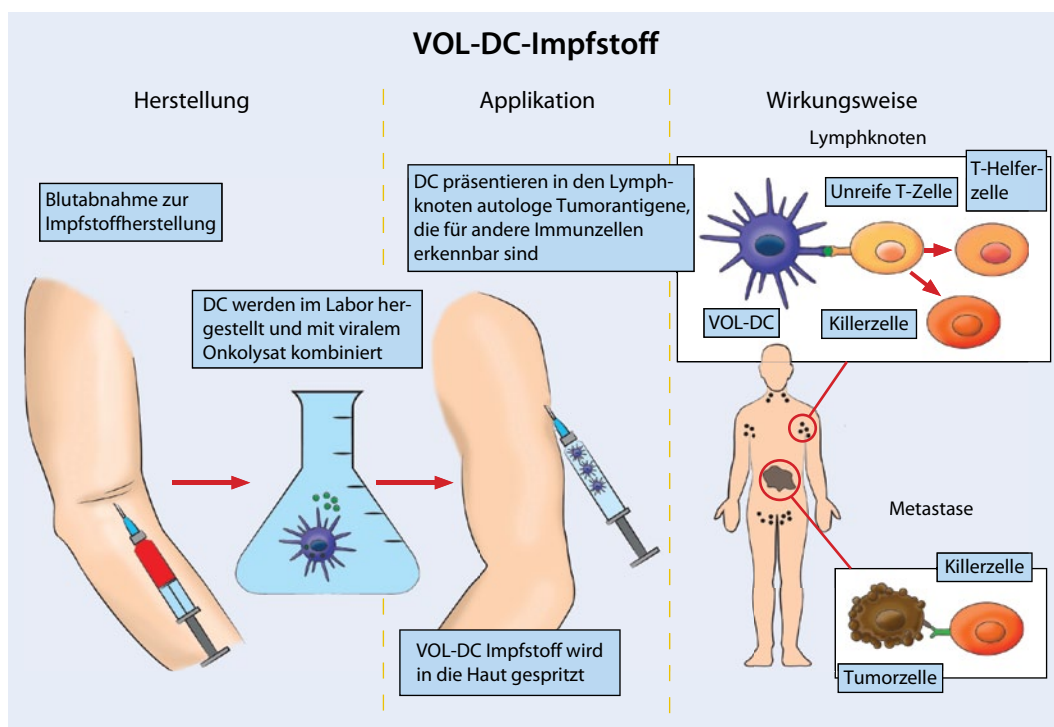 VOL-DC-Impfstoff
Herstellung
Applikation
Wirkungsweise
Blutabnahme zur
Impfstoffherstellung
DC werden im Labor her-
gestellt und mit viralem
Onkolysat kombiniert
DC präsentieren in den Lymph-
knoten autologe Tumorantigene,
die für andere Immunzellen
erkennbar sind
VOL-DC Impfstoff wird
in die Haut gespritzt
Lymphknoten
Unreife T-Zelle
T-Helfer-
zelle
VOL-DC
Killerzelle
Metastase
Killerzelle
Tumorzelle